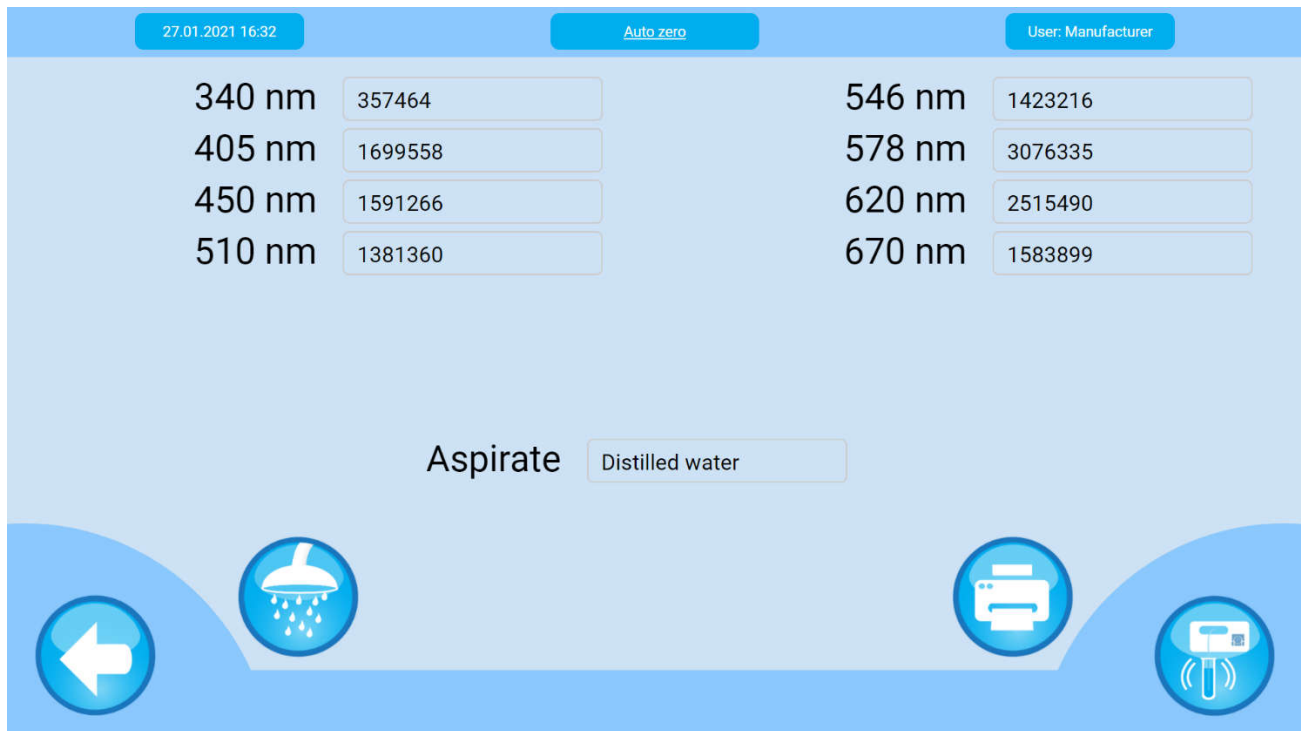 27.01.2021 16:32
Auto zero
User: Manufacturer
340 nm 357464
405 nm 1699558
450 nm 1591266
510 nm 1381360
546 nm 1423216
578 nm 3076335
620 nm 2515490
670 nm 1583899
Aspirate Distilled water